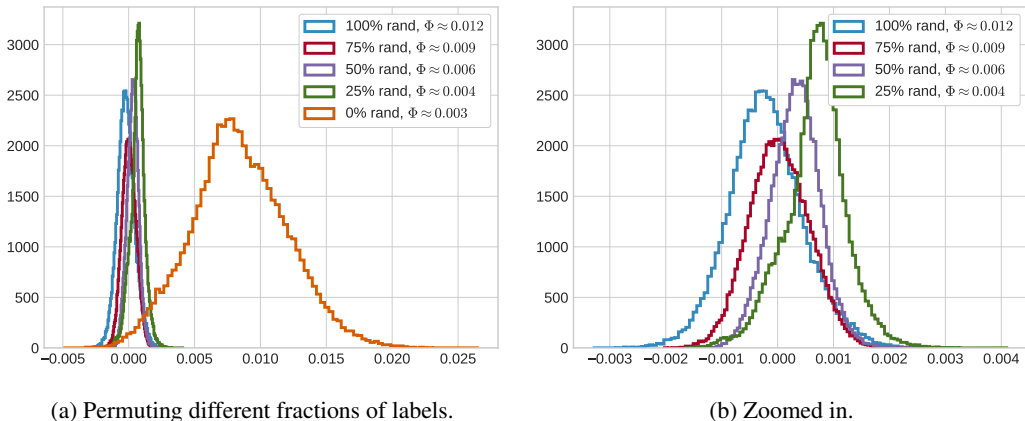 3000
2500
2000
1500
1000
500
0
−0.005 0.000 0.005 0.010 0.015 0.020 0.025
100% rand, Φ ≈ 0.012
75% rand, Φ ≈ 0.009
50% rand, Φ ≈ 0.006
25% rand, Φ ≈ 0.004
0% rand, Φ ≈ 0.003
(a) Permuting different fractions of labels.
3000
2500
2000
1500
1000
500
0
−0.003 −0.002 −0.001 0.000 0.001 0.002 0.003 0.004
100% rand, Φ ≈ 0.012
75% rand, Φ ≈ 0.009
50% rand, Φ ≈ 0.006
25% rand, Φ ≈ 0.004
(b) Zoomed in.